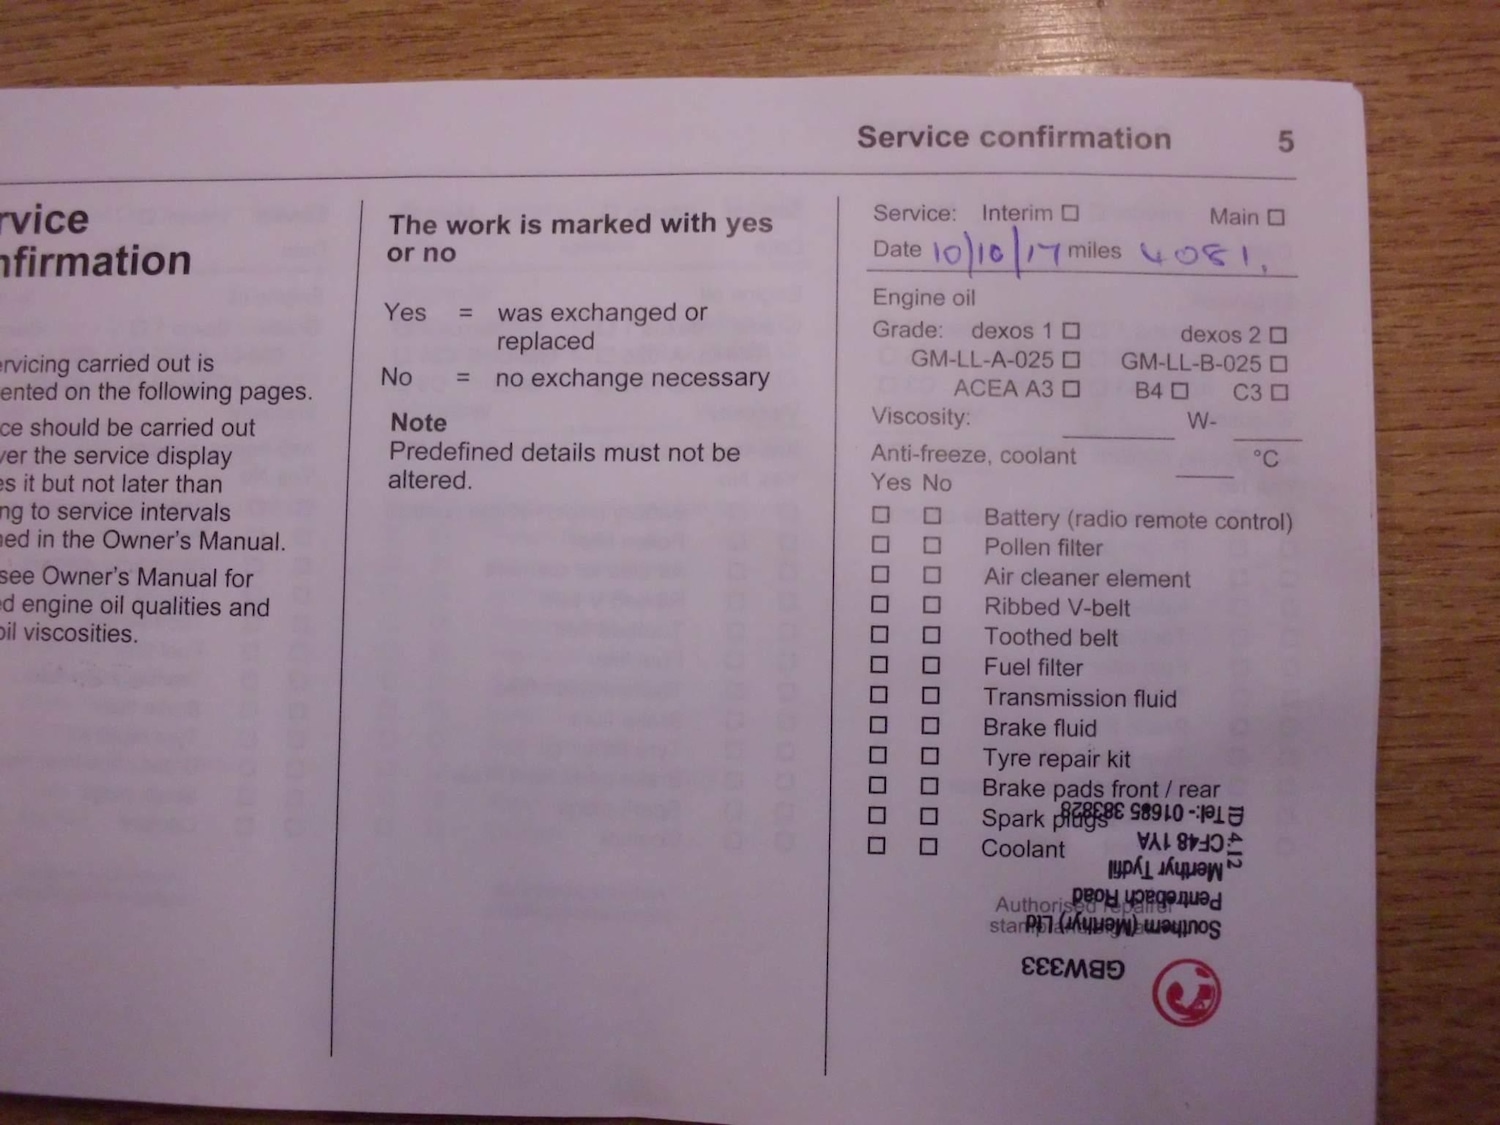 Service confirmation 5
rvice
nfirmation
ervicing carried out is
ented on the following pages.
ce should be carried out
ver the service display
es it but not later than
ng to service intervals
ned in the Owner's Manual.
see Owner's Manual for
d engine oil qualities and
oil viscosities.
The work is marked with yes
or no
Yes = was exchanged or
replaced
No = no exchange necessary
Note
Predefined details must not be
altered.
Service: Interim ☐ Main ☐
Date 10/10/17 miles 4081.
Engine oil
Grade: dexos 1 ☐ dexos 2 ☐
GM-LL-A-025 ☐ GM-LL-B-025 ☐
ACEA A3 ☐ B4 ☐ C3 ☐
Viscosity: W-
Anti-freeze, coolant °C
Yes No
☐ ☐ Battery (radio remote control)
☐ ☐ Pollen filter
☐ ☐ Air cleaner element
☐ ☐ Ribbed V-belt
☐ ☐ Toothed belt
☐ ☐ Fuel filter
☐ ☐ Transmission fluid
☐ ☐ Brake fluid
☐ ☐ Tyre repair kit
☐ ☐ Brake pads front / rear
☐ ☐ Spark plugs
☐ ☐ Coolant
Authorised repairer
stamp and
GBW333
Southern (Merthyr) Ltd
Pentrebach Road
Merthyr Tydfil
CF48 1YA
Tel:- 01685 383828